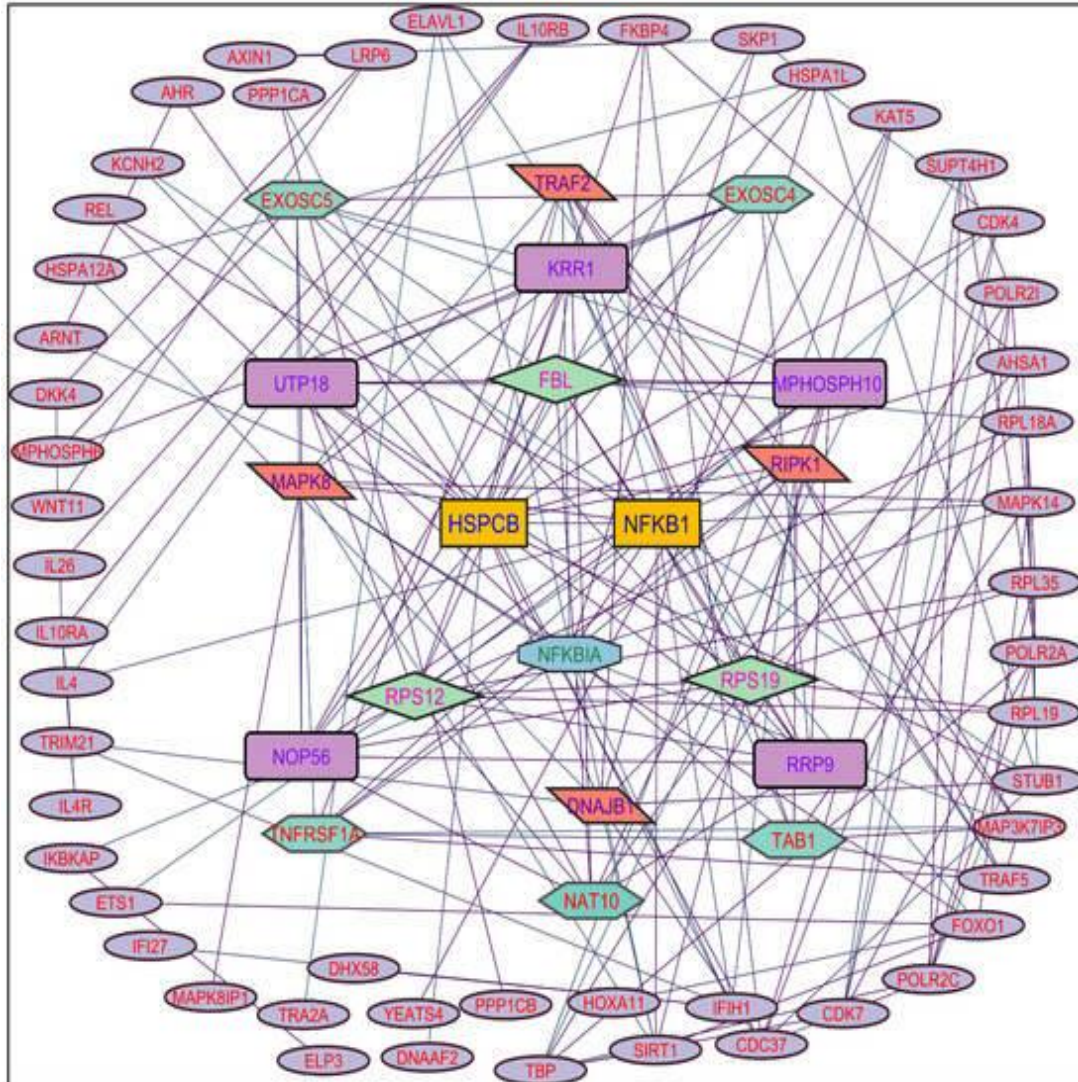 ELAVL1
IL10RB
FKBP4
SKP1
AXIN1
LRP6
HSPA1L
AHR
PPP1CA
KAT5
KCNH2
SUPT4H1
TRAF2
EXOSC5
EXOSC4
REL
CDK4
HSPA12A
KRR1
POLR2I
ARNT
AHSA1
UTP18
FBL
MPHOSPH10
DKK4
RPL18A
MPHOSPH
MAPK8
RIPK1
WNT11
HSPCB
NFKB1
MAPK14
IL26
RPL35
IL10RA
NFKBIA
POLR2A
IL4
RPS12
RPS19
RPL19
TRIM21
NOP56
RRP9
STUB1
IL4R
DNAJB1
TNFRSF1A
TAB1
MAP3K7IP3
IKBKAP
TRAF5
ETS1
NAT10
FOXO1
IFI27
DHX58
POLR2C
MAPK8IP1
PPP1CB
HOXA11
IFIH1
TRA2A
YEATS4
CDK7
ELP3
DNAAF2
TBP
SIRT1
CDC37